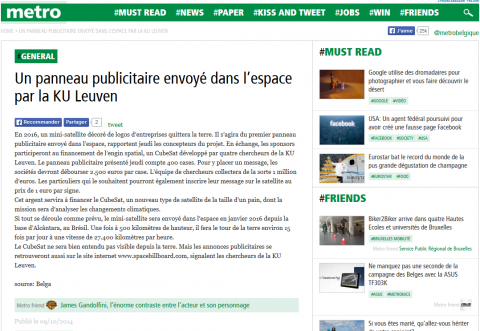 metro
#MUST READ #NEWS #PAPER #KISS AND TWEET #JOBS #WIN #FRIENDS
HOME > UN PANNEAU PUBLICITAIRE ENVOYÉ DANS L'ESPACE PAR LA KU LEUVEN
J'aime
@metrobelgique
#GENERAL
Un panneau publicitaire envoyé dans l'espace
par la KU Leuven
Recommander Partager 2 tweet
En 2016, un mini-satellite décoré de logos d'entreprises quittera la terre. Il s'agira du premier panneau
publicitaire envoyé dans l'espace, rapportent jeudi les concepteurs du projet. En échange, les sponsors
participeront au financement de l'engin spatial, un CubeSat développé par quatre chercheurs de la KU
Leuven. Le panneau publicitaire présenté jeudi compte 400 cases. Pour y placer un message, les
sociétés devront débourser 2.500 euros par case. L'équipe de chercheurs collectera de la sorte 1 million
d'euros. Les particuliers qui le souhaitent pourront également inscrire leur message sur le satellite au
prix de 1 euro par signe.
Cet argent servira à financer le CubeSat, un nouveau type de satellite de la taille d'un pain, dont la
mission sera d'analyser les changements climatiques.
Si tout se déroule comme prévu, le mini-satellite sera envoyé dans l'espace en janvier 2016 depuis la
base d'Alcântara, au Brésil. Une fois à 500 kilomètres de hauteur, il fera le tour de la terre environ 15
fois par jour à une vitesse de 27.400 kilomètres par heure.
Le CubeSat ne sera bien entendu pas visible depuis la terre. Mais les annonces publicitaires se
retrouveront aussi sur le site internet www.spacebillboard.com, signalent les chercheurs de la KU
Leuven.
source: Belga
Metro friend James Gandolfini, l'énorme contraste entre l'acteur et son personnage
Publié le 09/10/2014
#MUST READ
Google utilise des dromadaires pour
photographier et vous faire découvrir le
désert
#GOOGLE #VIDÉO
facebook
USA: Un agent fédéral poursuivi pour
avoir créé une fausse page Facebook
#FACEBOOK #SOCIETY #USA
Eurostar bat le record du monde de la
plus grande dégustation de champagne
#EUROSTAR #FOOD
#FRIENDS
Biker2Biker arrive dans quatre Hautes
Ecoles et universités de Bruxelles
#BRUXELLES MOBILITÉ
Metro friend Service Public Régional de Bruxelles
Ne manquez pas une seconde de la
campagne des Belges avec la ASUS
TF303K
#ASUS #METRONICS
Metro friend
Si vous êtes marié, qu'allez-vous hériter